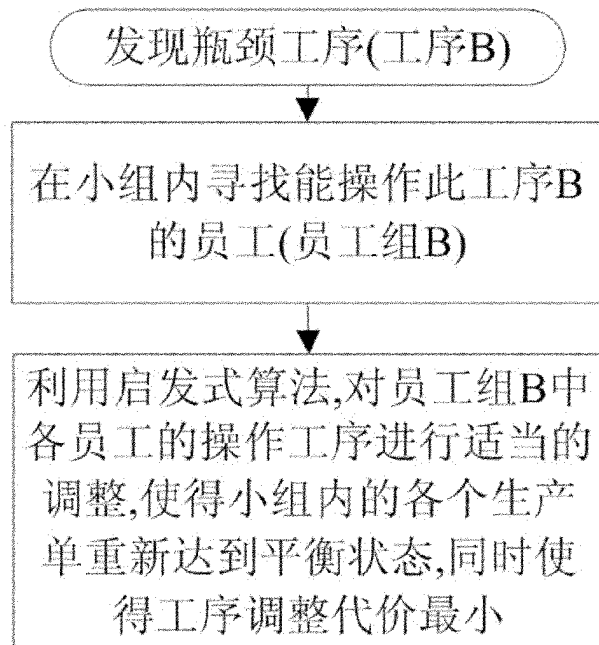 发现瓶颈工序(工序B)
在小组内寻找能操作此工序B
的员工(员工组B)
利用启发式算法,对员工组B中
各员工的操作工序进行适当的
调整,使得小组内的各个生产
单重新达到平衡状态,同时使
得工序调整代价最小